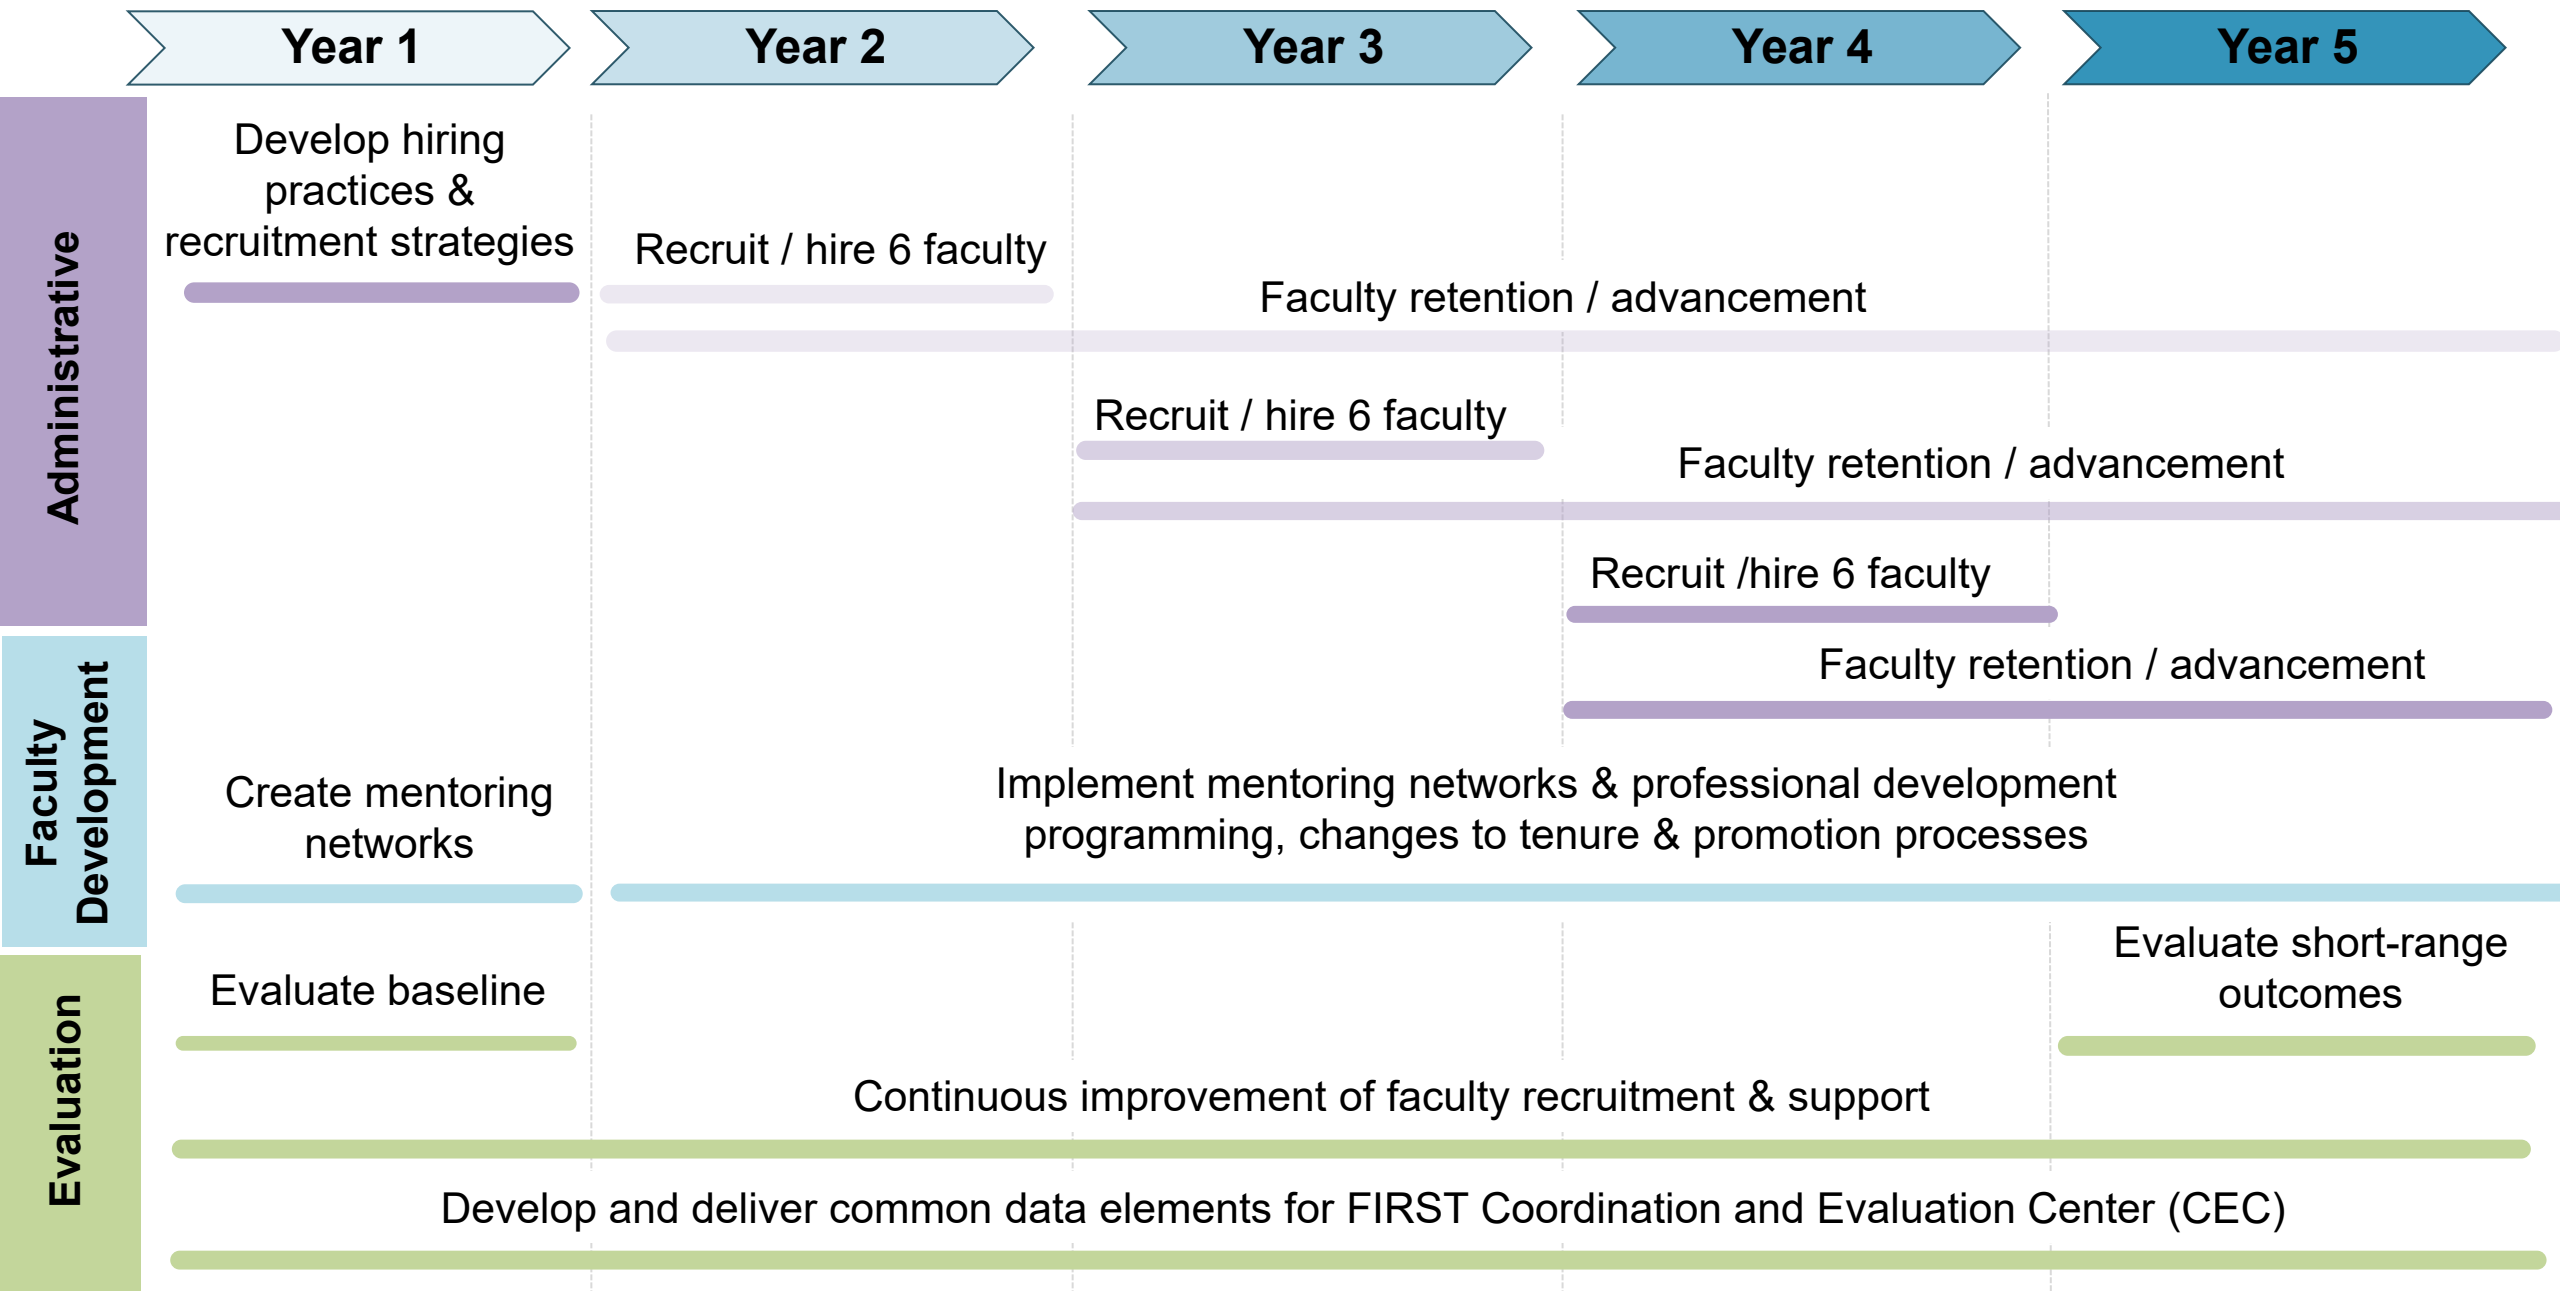 Year 1
Year 2
Year 3
Year 4
Year 5
Administrative
Develop hiring
practices &
recruitment strategies
Recruit / hire 6 faculty
Faculty retention / advancement
Recruit / hire 6 faculty
Faculty retention / advancement
Recruit /hire 6 faculty
Faculty retention / advancement
Faculty
Development
Create mentoring
networks
Implement mentoring networks & professional development
programming, changes to tenure & promotion processes
Evaluation
Evaluate baseline
Evaluate short-range
outcomes
Continuous improvement of faculty recruitment & support
Develop and deliver common data elements for FIRST Coordination and Evaluation Center (CEC)